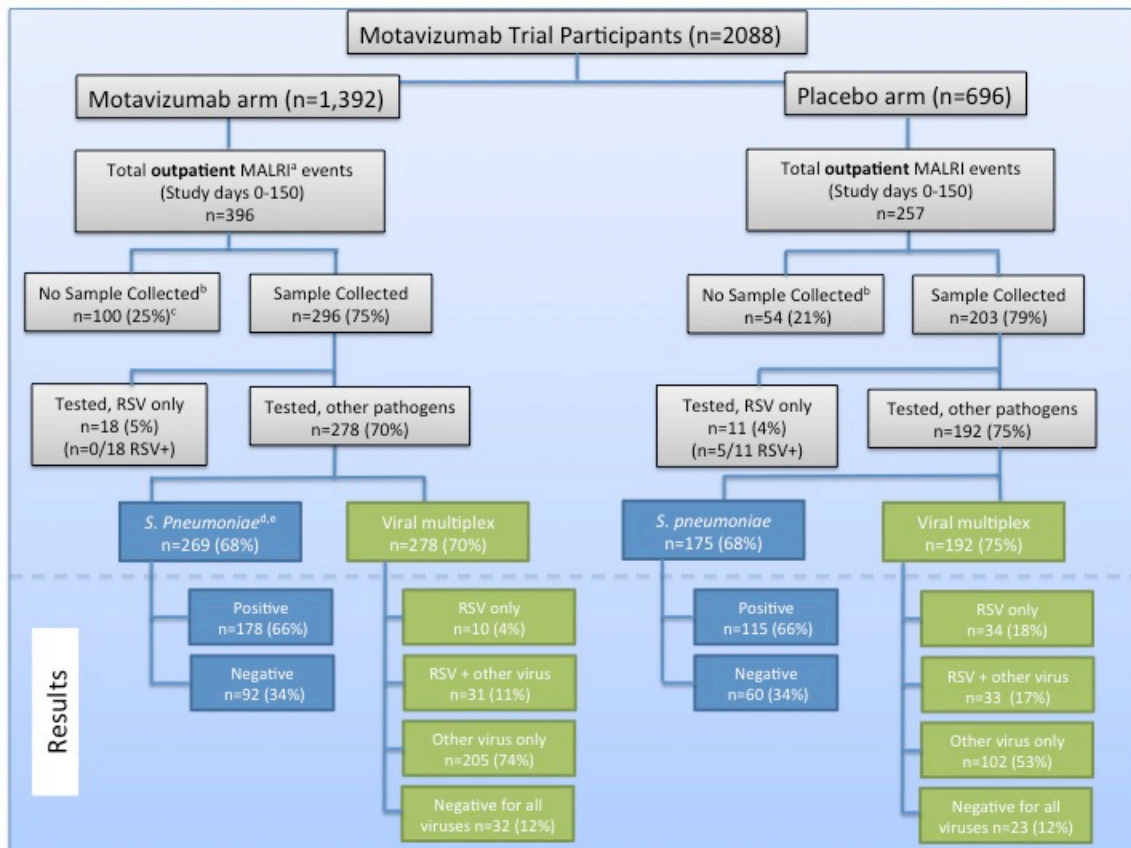 Motavizumab Trial Participants (n=2088)
Motavizumab arm (n=1,392)
Placebo arm (n=696)
Total outpatient MALRIᵃ events
(Study days 0-150)
n=396
Total outpatient MALRI events
(Study days 0-150)
n=257
No Sample Collectedᵇ
n=100 (25%)ᶜ
Sample Collected
n=296 (75%)
No Sample Collectedᵇ
n=54 (21%)
Sample Collected
n=203 (79%)
Tested, RSV only
n=18 (5%)
(n=0/18 RSV+)
Tested, other pathogens
n=278 (70%)
Tested, RSV only
n=11 (4%)
(n=5/11 RSV+)
Tested, other pathogens
n=192 (75%)
S. Pneumoniaeᵈ,ᵉ
n=269 (68%)
Viral multiplex
n=278 (70%)
S. pneumoniae
n=175 (68%)
Viral multiplex
n=192 (75%)
Results
Positive
n=178 (66%)
Negative
n=92 (34%)
RSV only
n=10 (4%)
RSV + other virus
n=31 (11%)
Other virus only
n=205 (74%)
Negative for all
viruses n=32 (12%)
Positive
n=115 (66%)
Negative
n=60 (34%)
RSV only
n=34 (18%)
RSV + other virus
n=33 (17%)
Other virus only
n=102 (53%)
Negative for all
viruses n=23 (12%)